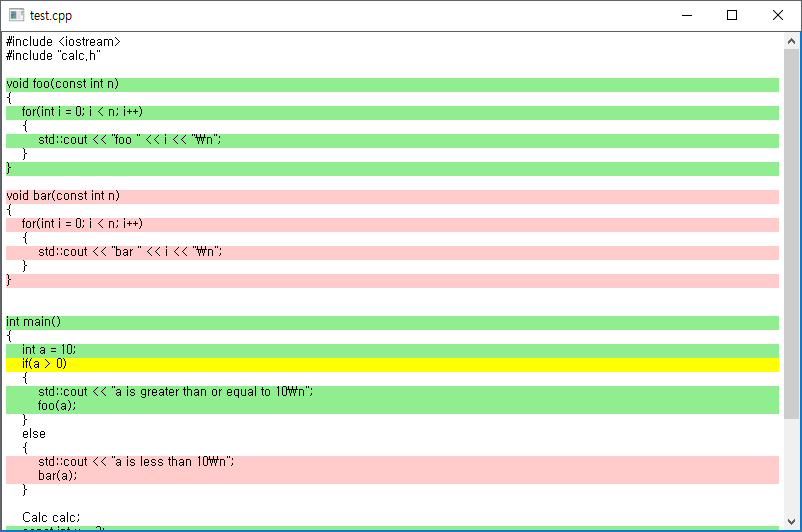 test.cpp
#include <iostream>
#include "calc.h"
void foo(const int n)
{
for(int i = 0; i < n; i++)
{
std::cout << "foo " << i << "₩n";
}
}
void bar(const int n)
{
for(int i = 0; i < n; i++)
{
std::cout << "bar " << i << "₩n";
}
}
int main()
{
int a = 10;
if(a > 0)
{
std::cout << "a is greater than or equal to 10₩n";
foo(a);
}
else
{
std::cout << "a is less than 10₩n";
bar(a);
}
Calc calc;